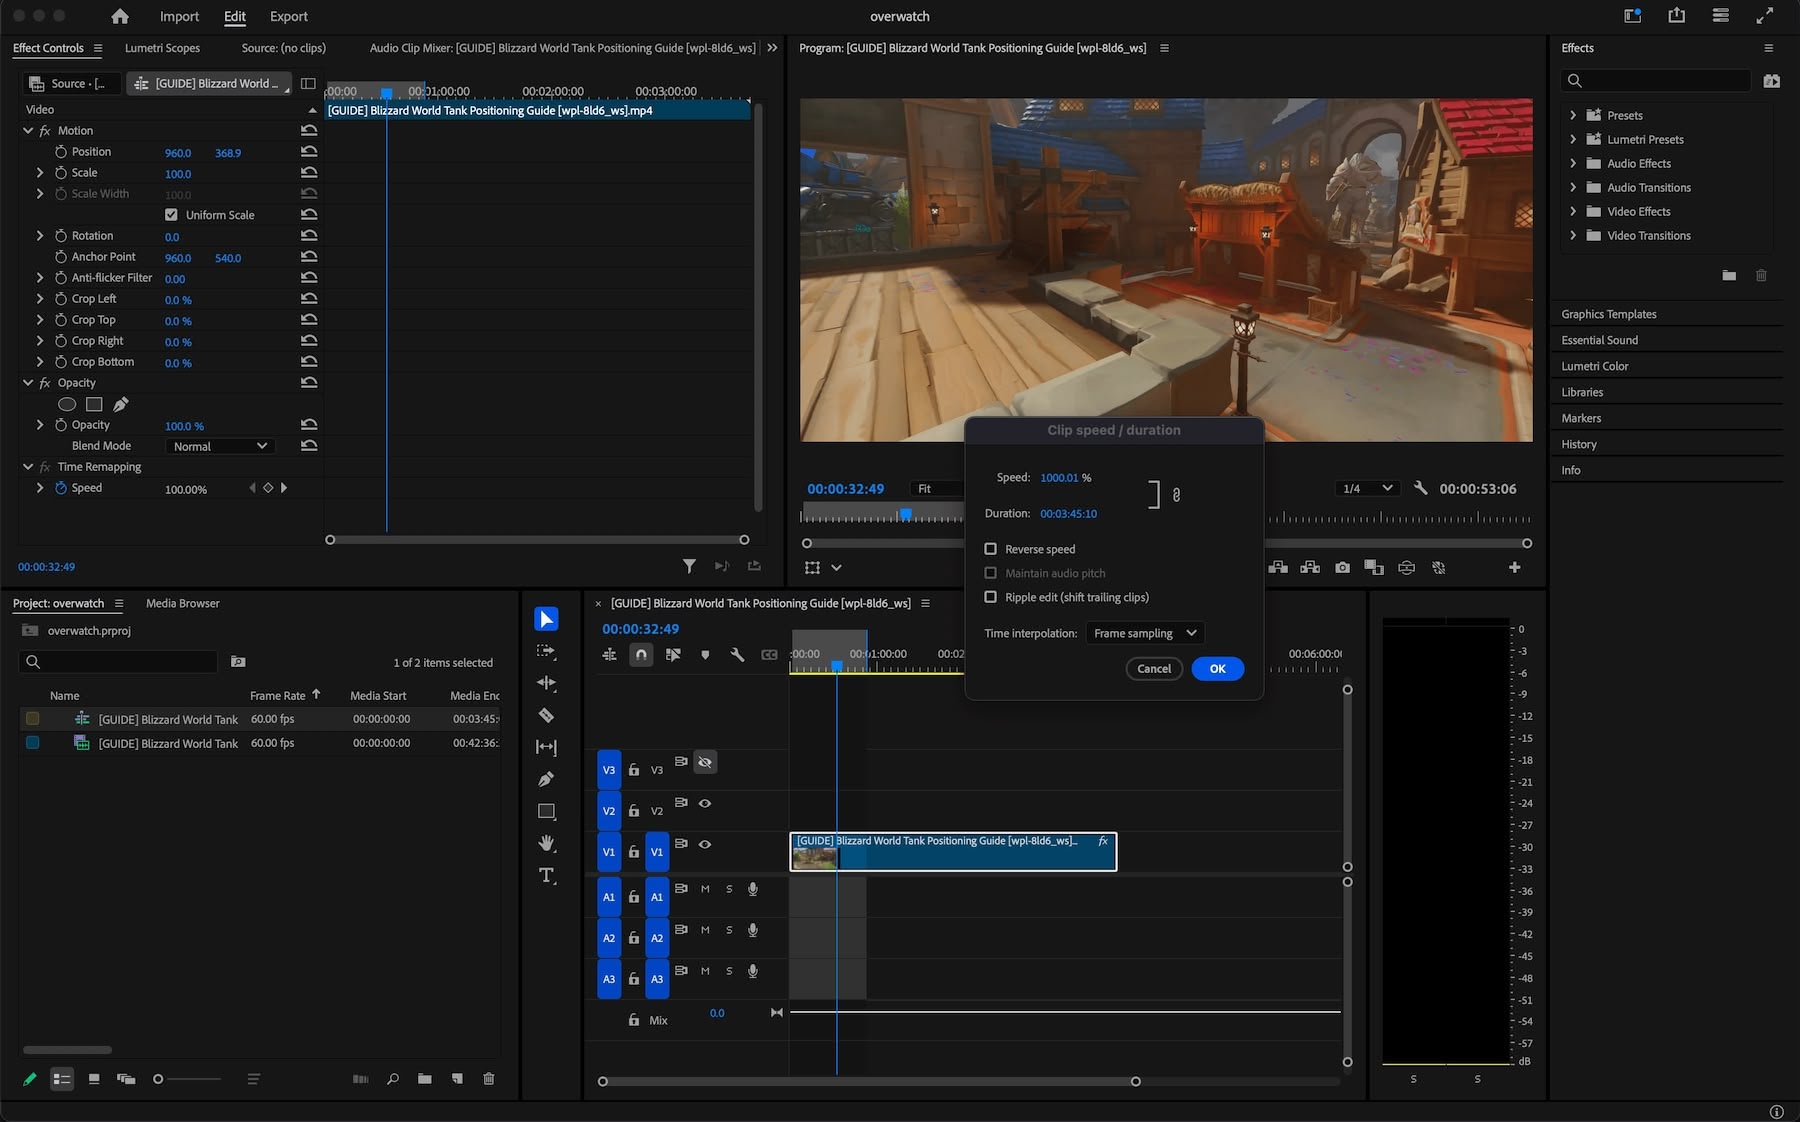 Import
Edit
Export
overwatch
Effect Controls
Lumetri Scopes
Source: (no clips)
Audio Clip Mixer: [GUIDE] Blizzard World Tank Positioning Guide [wpl-8ld6_ws]
Source · [...
[GUIDE] Blizzard World ...
:00:00
00:01:00:00
00:02:00:00
00:03:00:00
Video
[GUIDE] Blizzard World Tank Positioning Guide [wpl-8ld6_ws].mp4
fx Motion
Position 960.0 368.9
Scale 100.0
Scale Width 100.0
Uniform Scale
Rotation 0.0
Anchor Point 960.0 540.0
Anti-flicker Filter 0.00
Crop Left 0.0 %
Crop Top 0.0 %
Crop Right 0.0 %
Crop Bottom 0.0 %
fx Opacity
Opacity 100.0 %
Blend Mode Normal
fx Time Remapping
Speed 100.00%
00:00:32:49
Program: [GUIDE] Blizzard World Tank Positioning Guide [wpl-8ld6_ws]
00:00:32:49
Fit
1/4
00:00:53:06
Clip speed / duration
Speed: 1000.01 %
Duration: 00:03:45:10
Reverse speed
Maintain audio pitch
Ripple edit (shift trailing clips)
Time interpolation: Frame sampling
Cancel
OK
Effects
Presets
Lumetri Presets
Audio Effects
Audio Transitions
Video Effects
Video Transitions
Graphics Templates
Essential Sound
Lumetri Color
Libraries
Markers
History
Info
Project: overwatch
Media Browser
overwatch.prproj
1 of 2 items selected
Name
Frame Rate
Media Start
Media Enc
[GUIDE] Blizzard World Tank 60.00 fps 00:00:00:00 00:03:45:
[GUIDE] Blizzard World Tank 60.00 fps 00:00:00:00 00:42:36:
T
[GUIDE] Blizzard World Tank Positioning Guide [wpl-8ld6_ws]
00:00:32:49
CC
:00:00
00:01:00:00
00:02
00:06:00:0
V3 V3
V2 V2
V1 V1
[GUIDE] Blizzard World Tank Positioning Guide [wpl-8ld6_ws]... fx
A1 A1 M S
A2 A2 M S
A3 A3 M S
Mix 0.0
0
-3
-6
-9
-12
-15
-18
-21
-24
-27
-30
-33
-36
-39
-42
-45
-48
-51
-54
-57
dB
S S